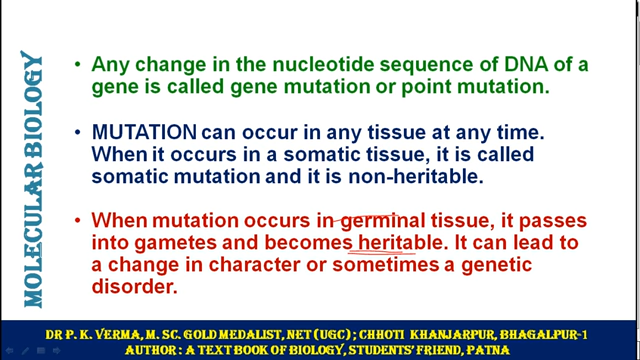 MOLECULAR BIOLOGY
• Any change in the nucleotide sequence of DNA of a
gene is called gene mutation or point mutation.
• MUTATION can occur in any tissue at any time.
When it occurs in a somatic tissue, it is called
somatic mutation and it is non-heritable.
• When mutation occurs in germinal tissue, it passes
into gametes and becomes heritable. It can lead to
a change in character or sometimes a genetic
disorder.
DR P. K. VERMA, M. SC. GOLD MEDALIST, NET (UGC) ; CHHOTI KHANJARPUR, BHAGALPUR-1
AUTHOR : A TEXT BOOK OF BIOLOGY, STUDENTS' FRIEND, PATNA